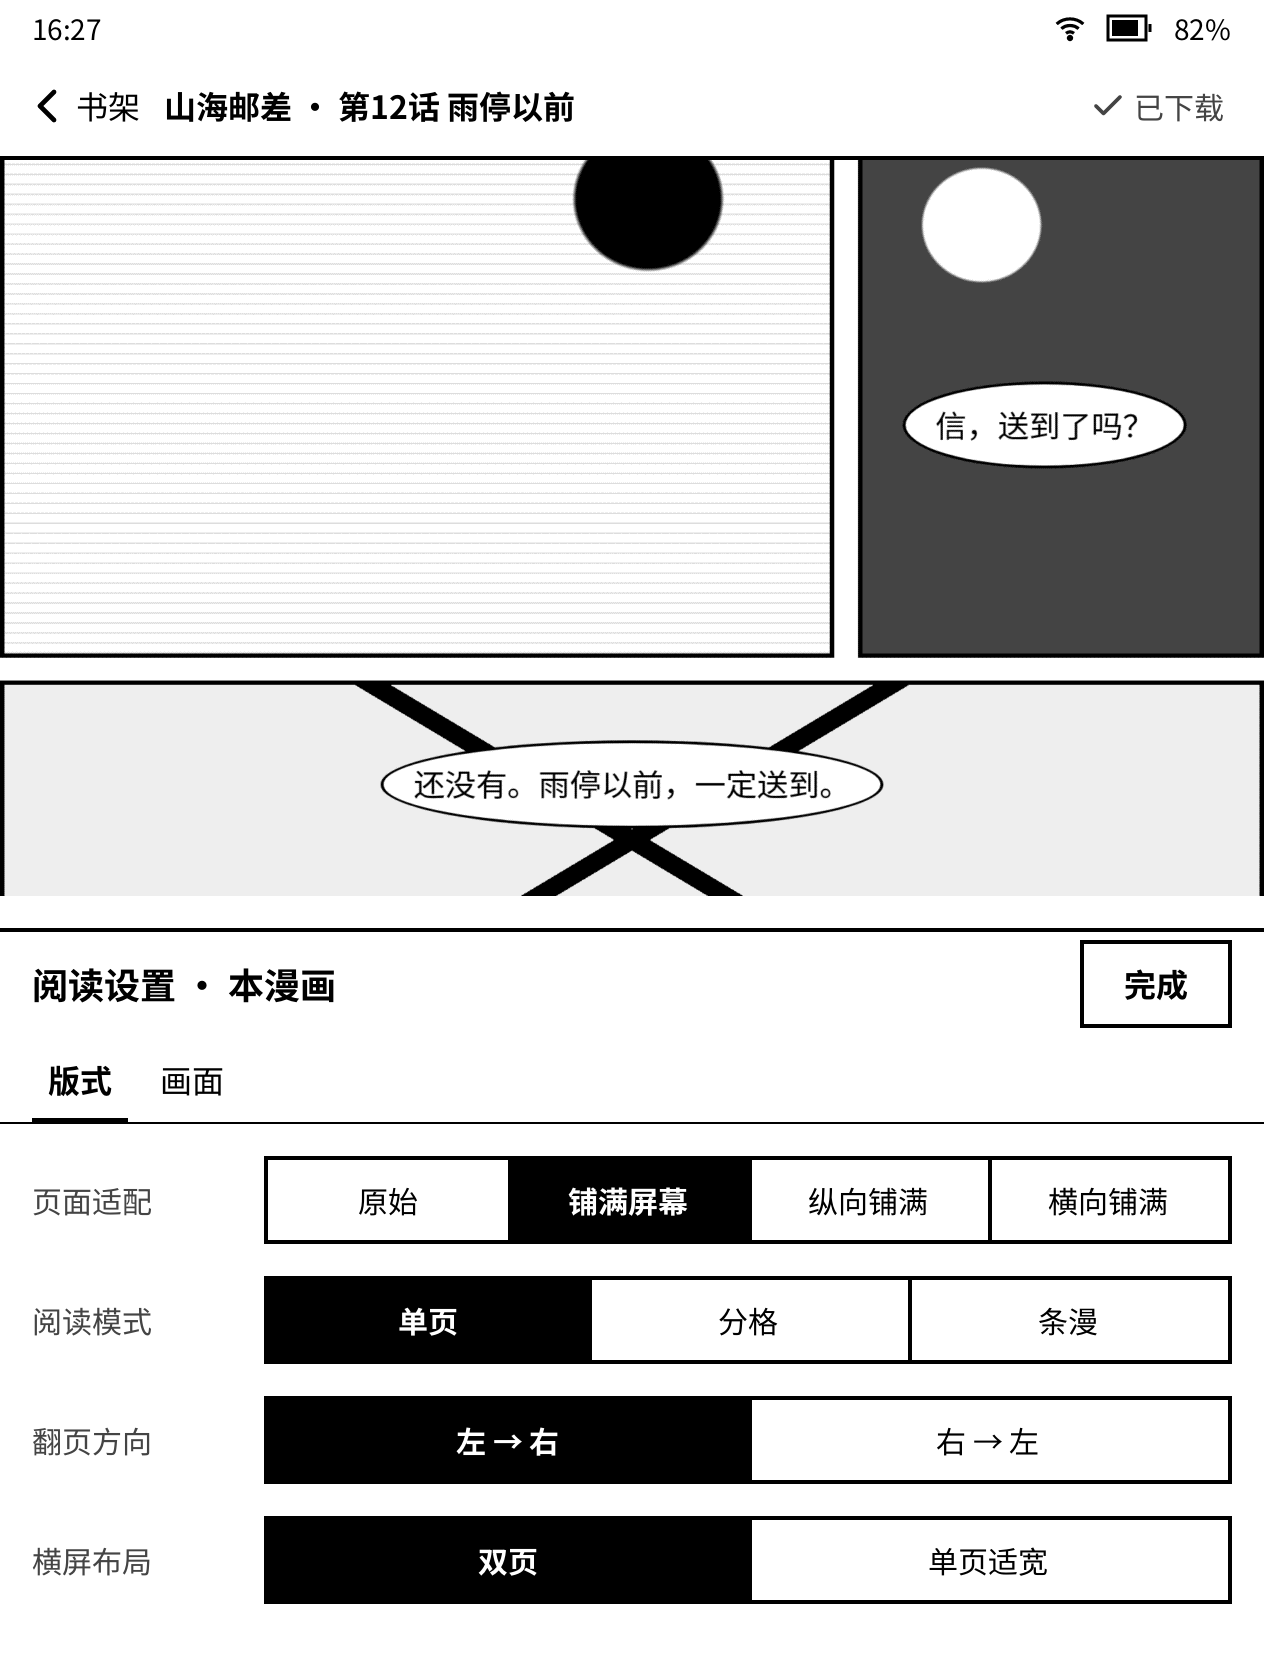 16:27 82%
书架 山海邮差 · 第12话 雨停以前 已下载
信，送到了吗？
还没有。雨停以前，一定送到。
阅读设置 · 本漫画 完成
版式 画面
页面适配 原始 铺满屏幕 纵向铺满 横向铺满
阅读模式 单页 分格 条漫
翻页方向 左→右 右→左
横屏布局 双页 单页适宽